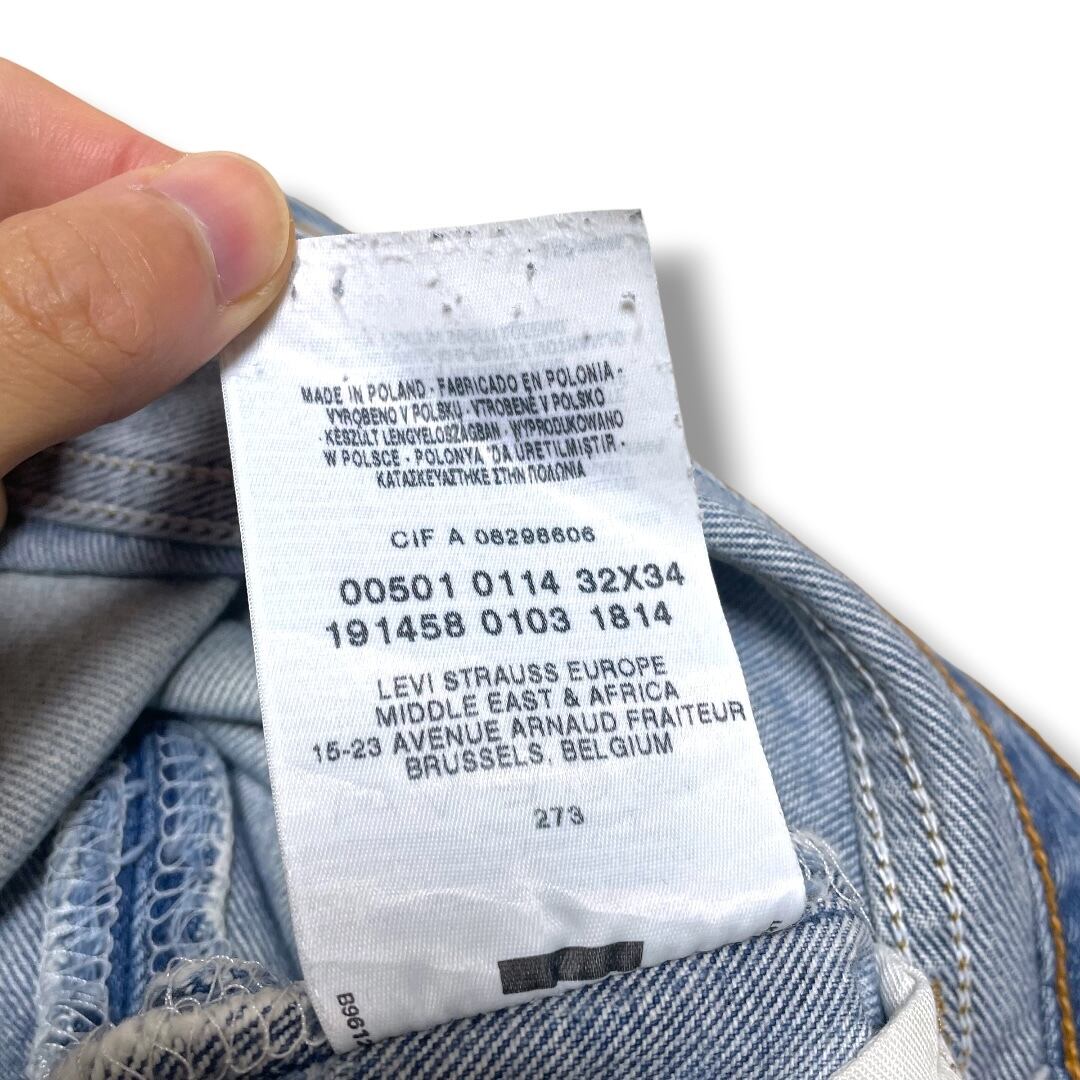 MADE IN POLAND - FABRICADO EN POLONIA -
VYROBENO V POLSKU - VYROBENÉ V POLSKO
- KÉSZÜLT LENGYELOSZAGBAN - WYPRODUKOWANO
W POLSCE - POLONYA 'DA ÜRETILMIŞTIR -
ΚΑΤΑΣΚΕΥΑΣΤΗΚΕ ΣΤΗΝ ΠΟΛΩΝΙΑ
CIF A 08298606
00501 0114 32X34
191458 0103 1814
LEVI STRAUSS EUROPE
MIDDLE EAST & AFRICA
15-23 AVENUE ARNAUD FRAITEUR
BRUSSELS, BELGIUM
273